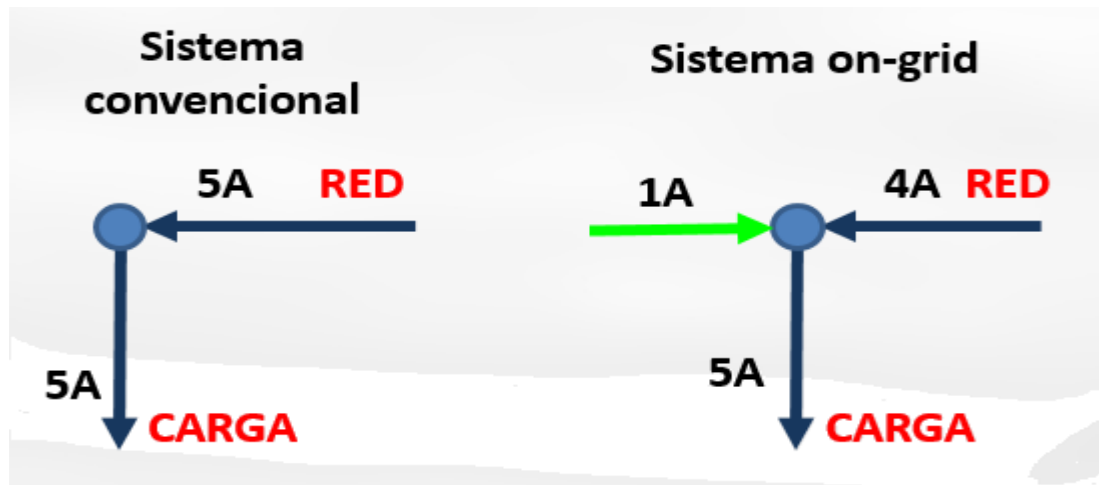 Sistema
convencional
5A RED
5A
CARGA
Sistema on-grid
1A
4A RED
5A
CARGA